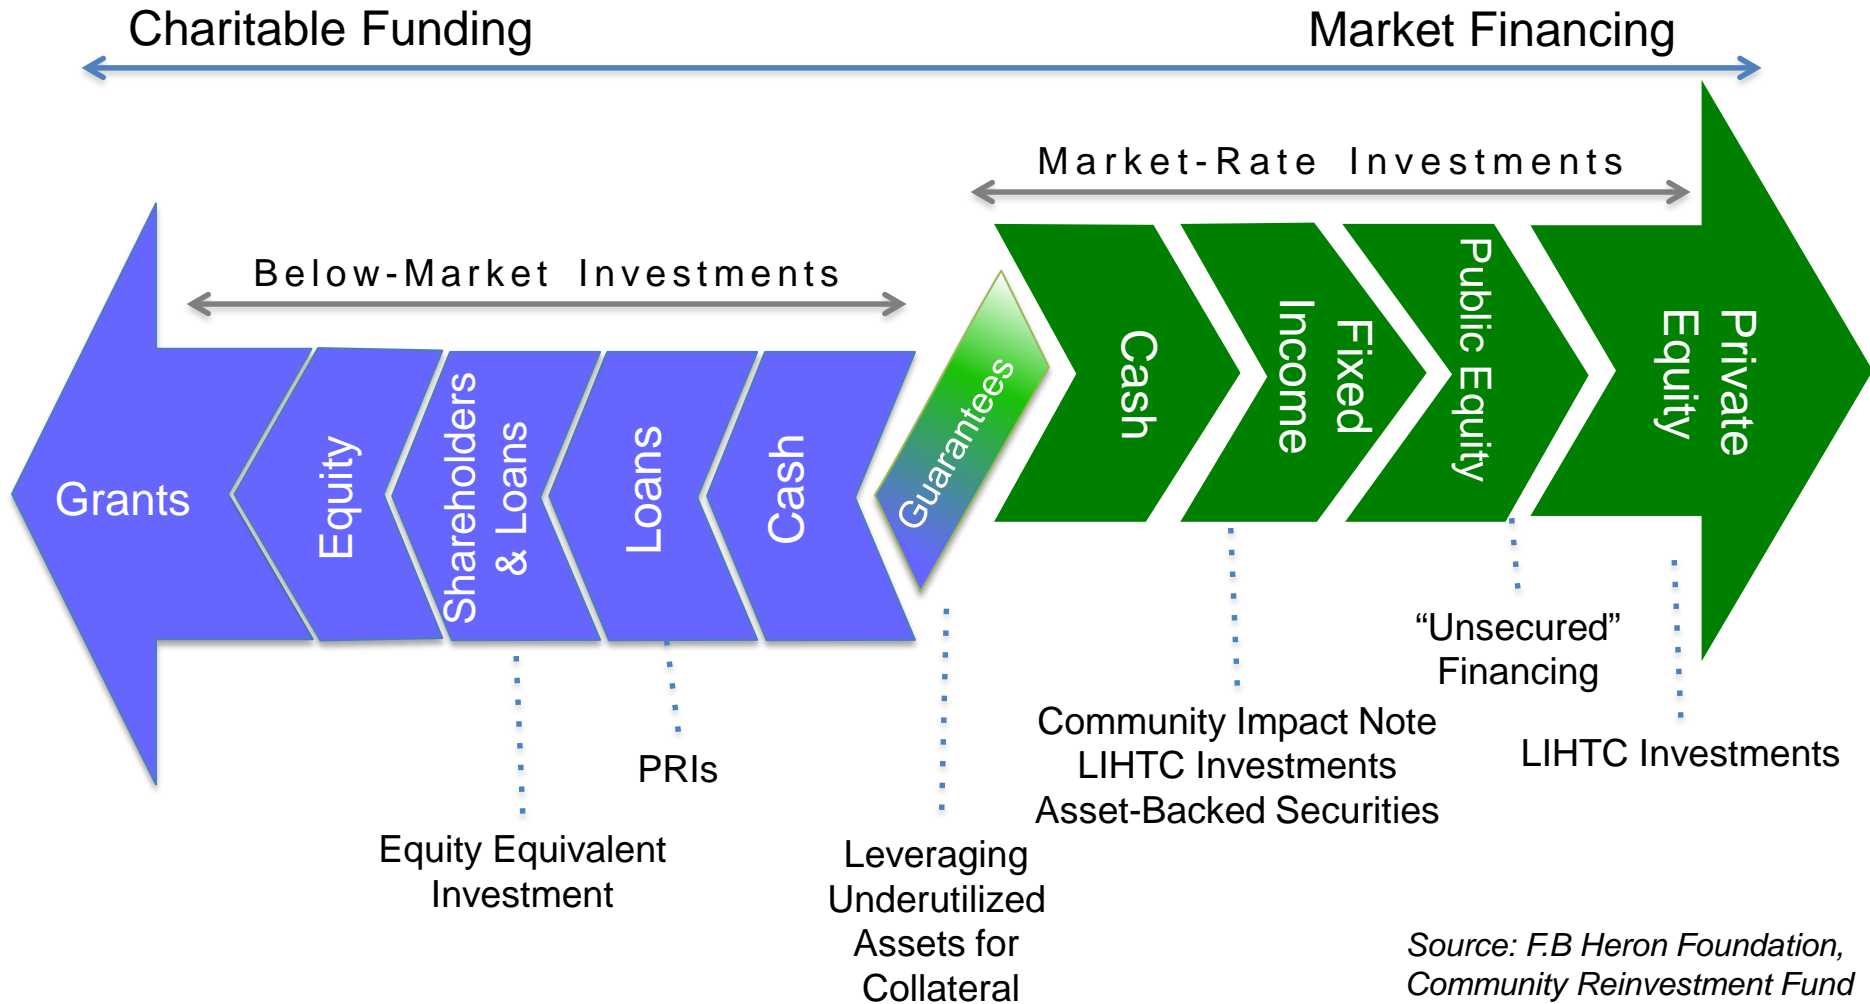 Charitable Funding
Market Financing
Market-Rate Investments
Below-Market Investments
Grants
Equity
Shareholders
& Loans
Loans
Cash
Guarantees
Cash
Fixed
Income
Public Equity
Private
Equity
“Unsecured”
Financing
Community Impact Note
LIHTC Investments
Asset-Backed Securities
LIHTC Investments
PRIs
Equity Equivalent
Investment
Leveraging
Underutilized
Assets for
Collateral
Source: F.B Heron Foundation,
Community Reinvestment Fund